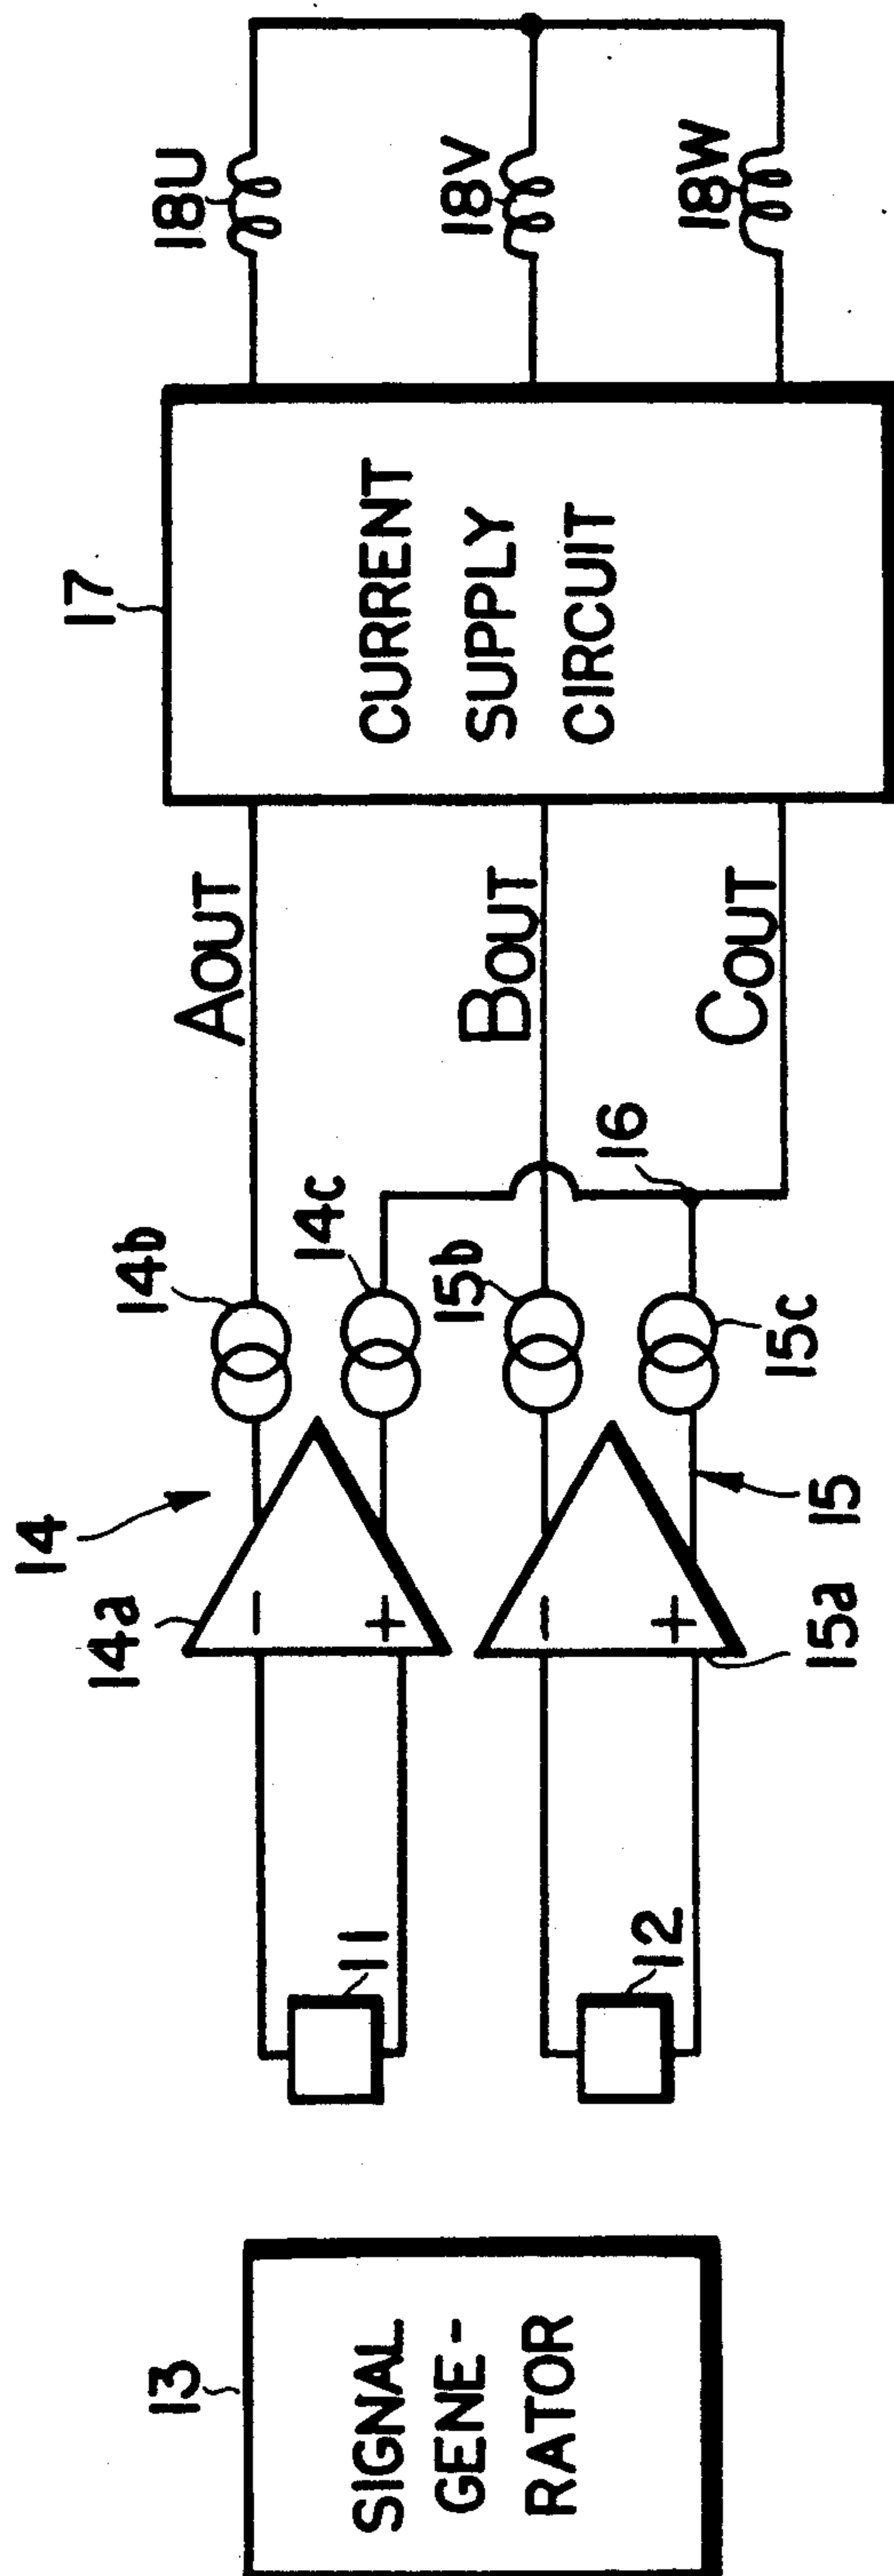 13
SIGNAL
GENE-
RATOR
11
12
14
14a
-
+
15a
-
+
15
14b
14c
15b
15c
16
AOUT
BOUT
COUT
17
CURRENT
SUPPLY
CIRCUIT
18U
18V
18W